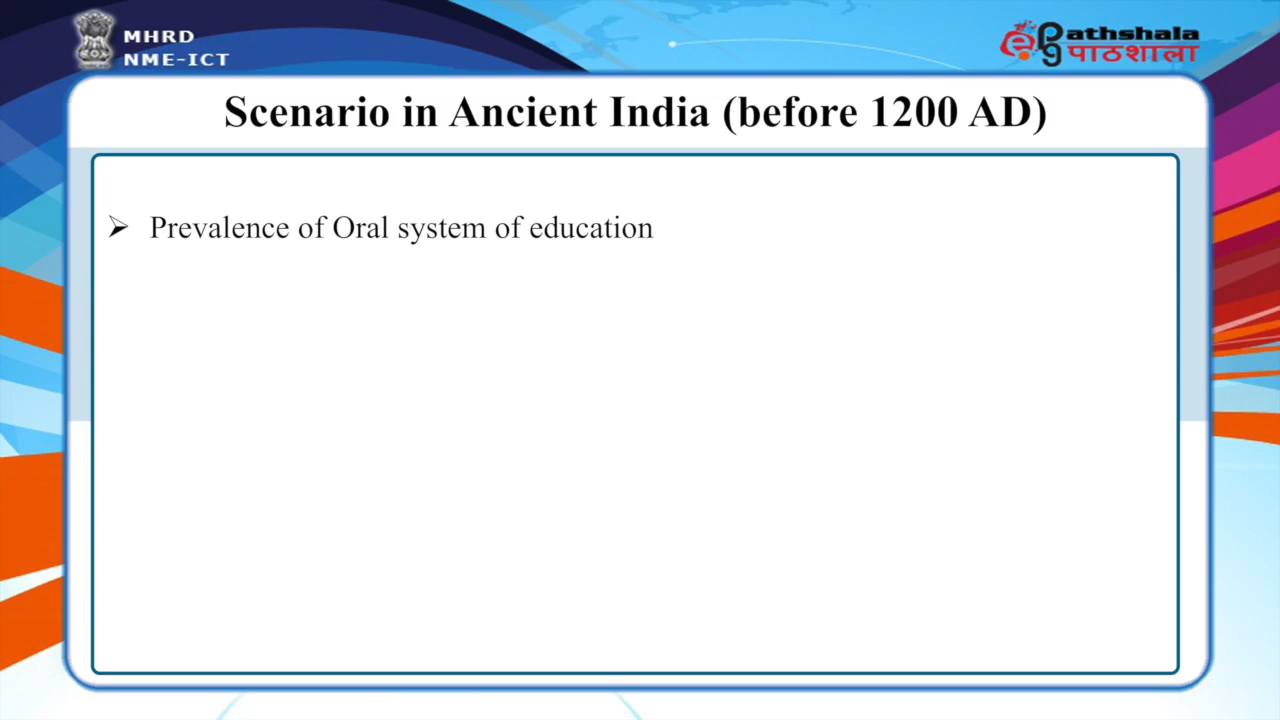 MHRD
NME-ICT
ePathshala
पाठशाला
Scenario in Ancient India (before 1200 AD)
Prevalence of Oral system of education